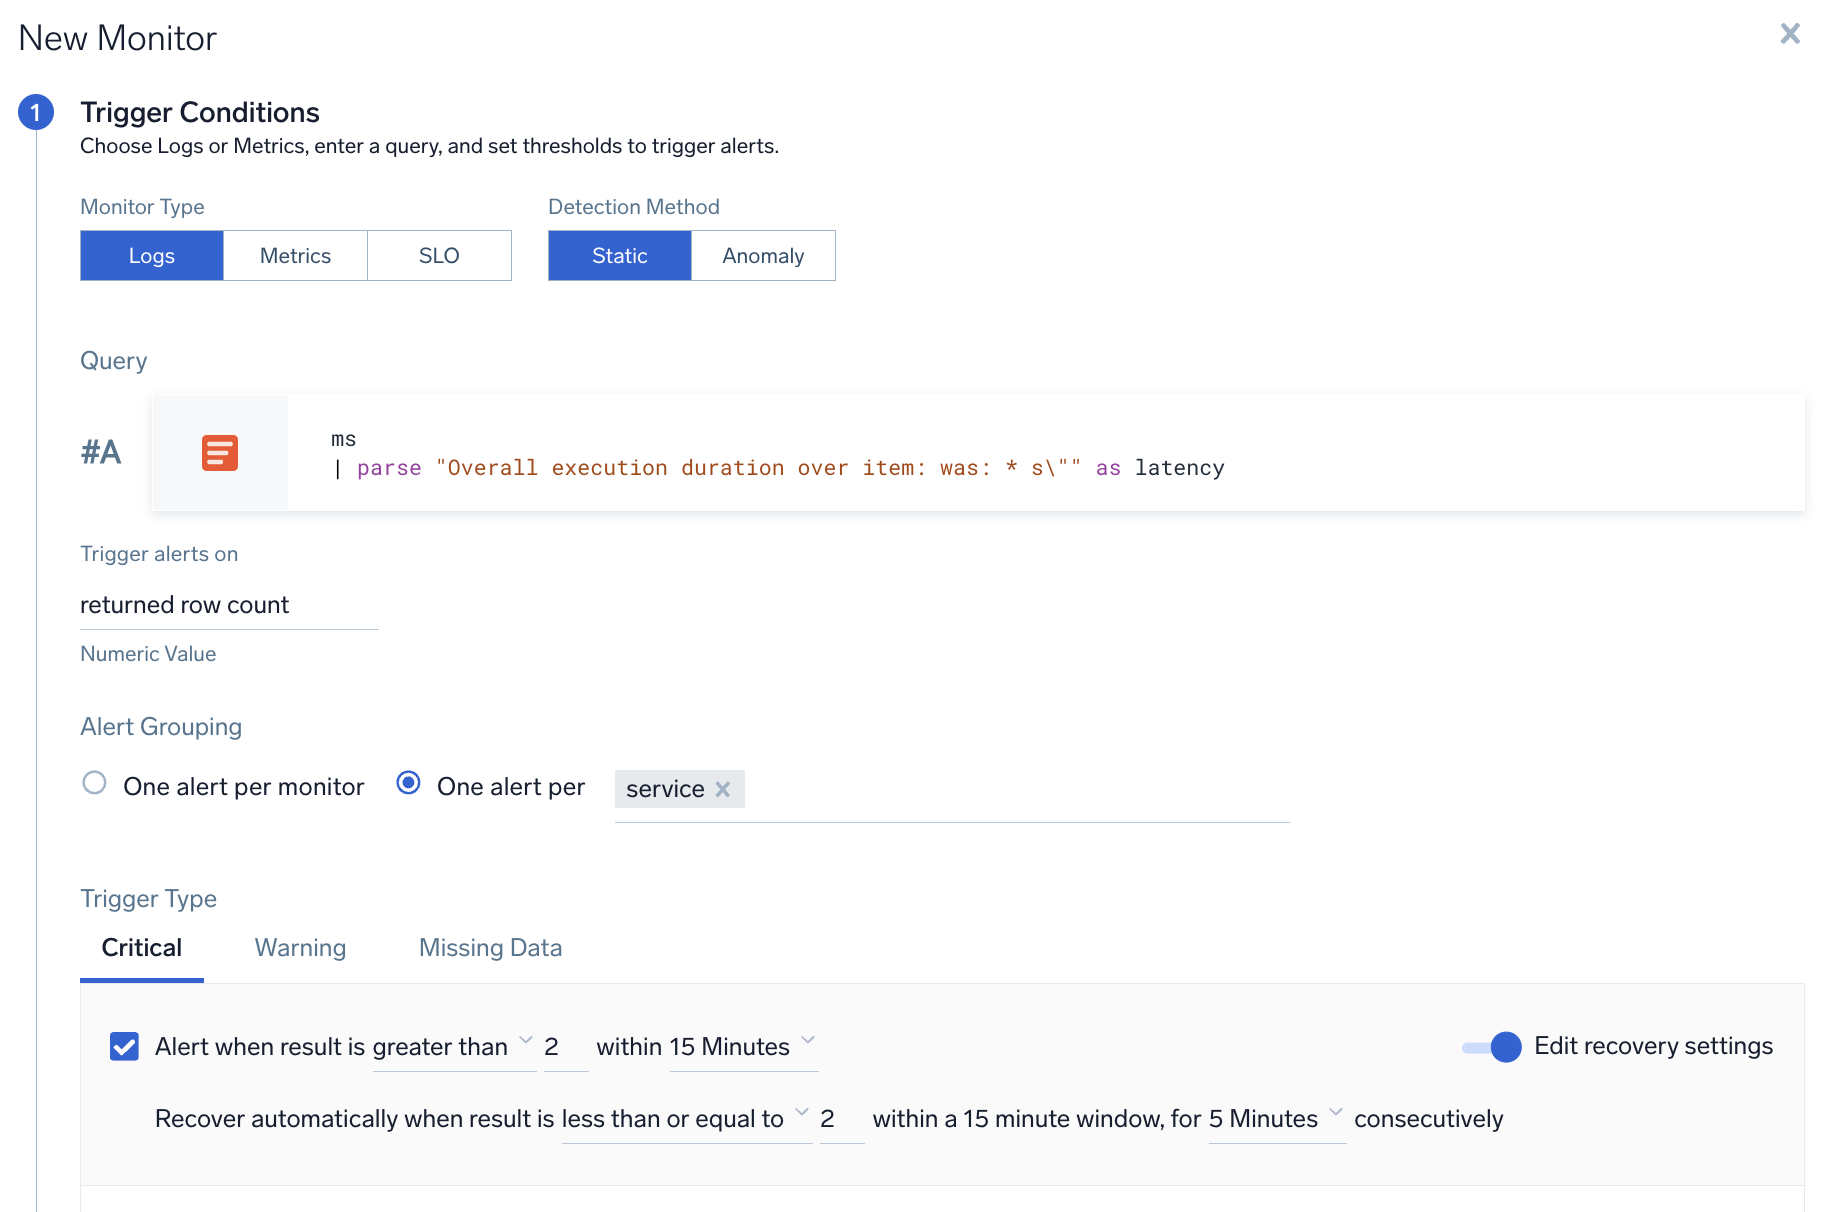 New Monitor
1
Trigger Conditions
Choose Logs or Metrics, enter a query, and set thresholds to trigger alerts.
Monitor Type
Detection Method
Logs
Metrics
SLO
Static
Anomaly
Query
#A
ms
| parse "Overall execution duration over item: was: * s\"" as latency
Trigger alerts on
returned row count
Numeric Value
Alert Grouping
One alert per monitor
One alert per
service
Trigger Type
Critical
Warning
Missing Data
Alert when result is greater than 2 within 15 Minutes
Edit recovery settings
Recover automatically when result is less than or equal to 2 within a 15 minute window, for 5 Minutes consecutively